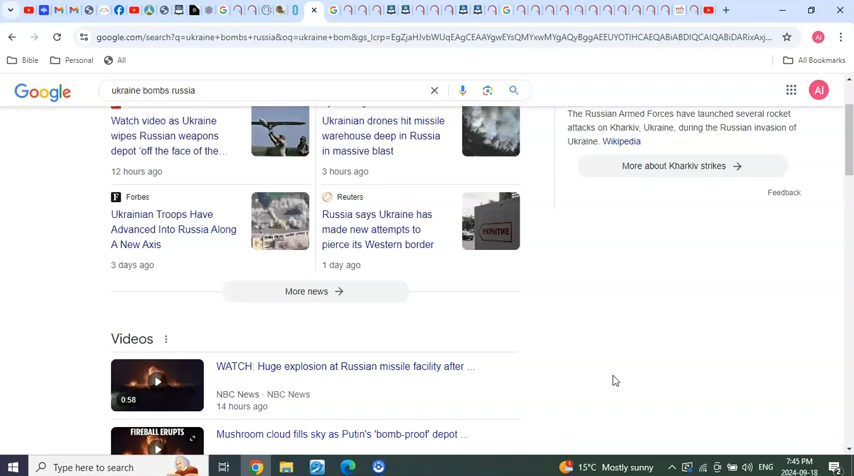 google.com/search?q=ukraine+bombs+russia&oq=ukraine+bom&gs_lcrp=EgZjaHJvbWUqEAgCEAAYgwEYsQMYxwMYgAQyBggAEEUYOTIHCAEQABiABDIQCAIQABiDARixAxj...
Bible
Personal
All
All Bookmarks
Google
ukraine bombs russia
AI
Watch video as Ukraine
wipes Russian weapons
depot 'off the face of the…
12 hours ago
Ukrainian drones hit missile
warehouse deep in Russia
in massive blast
3 hours ago
Forbes
Ukrainian Troops Have
Advanced Into Russia Along
A New Axis
3 days ago
Reuters
Russia says Ukraine has
made new attempts to
pierce its Western border
1 day ago
УКРЫТИЕ
The Russian Armed Forces have launched several rocket
attacks on Kharkiv, Ukraine, during the Russian invasion of
Ukraine. Wikipedia
More about Kharkiv strikes
Feedback
More news
Videos
0:58
WATCH: Huge explosion at Russian missile facility after ...
NBC News · NBC News
14 hours ago
FIREBALL ERUPTS
Mushroom cloud fills sky as Putin's 'bomb-proof' depot ...
Type here to search
15°C Mostly sunny
ENG
7:45 PM
2024-09-18
2